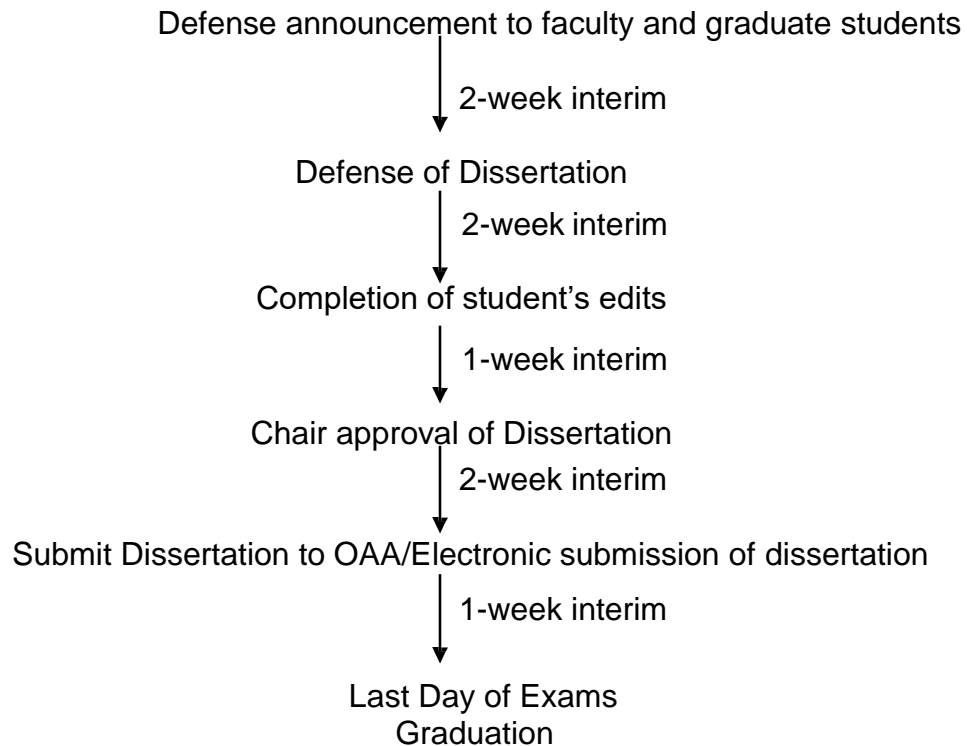 Defense announcement to faculty and graduate students
2-week interim
Defense of Dissertation
2-week interim
Completion of student’s edits
1-week interim
Chair approval of Dissertation
2-week interim
Submit Dissertation to OAA/Electronic submission of dissertation
1-week interim
Last Day of Exams
Graduation